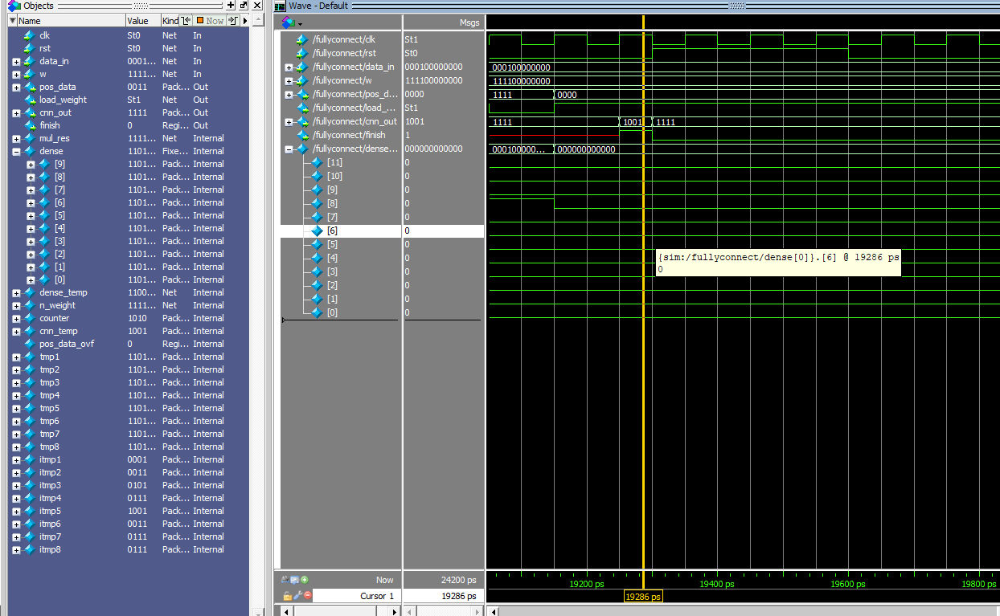 Objects
Name Value Kind Now
clk St0 Net In
rst St0 Net In
data_in 0001... Net In
w 1111... Net In
pos_data 0011 Pack... Out
load_weight St1 Net Out
cnn_out 1111 Pack... Out
finish 0 Regi... Out
mul_res 1111... Net Internal
dense 1101... Fixe... Internal
[9] 1101... Pack... Internal
[8] 1101... Pack... Internal
[7] 1101... Pack... Internal
[6] 1101... Pack... Internal
[5] 1101... Pack... Internal
[4] 1101... Pack... Internal
[3] 1101... Pack... Internal
[2] 1101... Pack... Internal
[1] 1101... Pack... Internal
[0] 1101... Pack... Internal
dense_temp 1100... Net Internal
n_weight 1111... Net Internal
counter 1010 Pack... Internal
cnn_temp 1001 Pack... Internal
pos_data_ovf 0 Regi... Internal
tmp1 1101... Pack... Internal
tmp2 1101... Pack... Internal
tmp3 1101... Pack... Internal
tmp4 1101... Pack... Internal
tmp5 1101... Pack... Internal
tmp6 1101... Pack... Internal
tmp7 1101... Pack... Internal
tmp8 1101... Pack... Internal
itmp1 0001 Pack... Internal
itmp2 0011 Pack... Internal
itmp3 0101 Pack... Internal
itmp4 0111 Pack... Internal
itmp5 1001 Pack... Internal
itmp6 0011 Pack... Internal
itmp7 0111 Pack... Internal
itmp8 0111 Pack... Internal
Wave - Default
Msgs
/fullyconnect/clk St1
/fullyconnect/rst St0
/fullyconnect/data_in 000100000000 000100000000
/fullyconnect/w 111100000000 111100000000
/fullyconnect/pos_d... 0000 1111 0000
/fullyconnect/load_... St1
/fullyconnect/cnn_out 1001 1111 1001 1111
/fullyconnect/finish 1
/fullyconnect/dense... 000000000000 000100000... 000000000000
[11] 0
[10] 0
[9] 0
[8] 0
[7] 0
[6] 0
[5] 0
[4] 0
[3] 0
[2] 0
[1] 0
[0] 0
{sim:/fullyconnect/dense[0]}.[6] @ 19286 ps
0
Now 24200 ps 19200 ps 19400 ps 19600 ps 19800 ps
Cursor 1 19286 ps 19286 ps